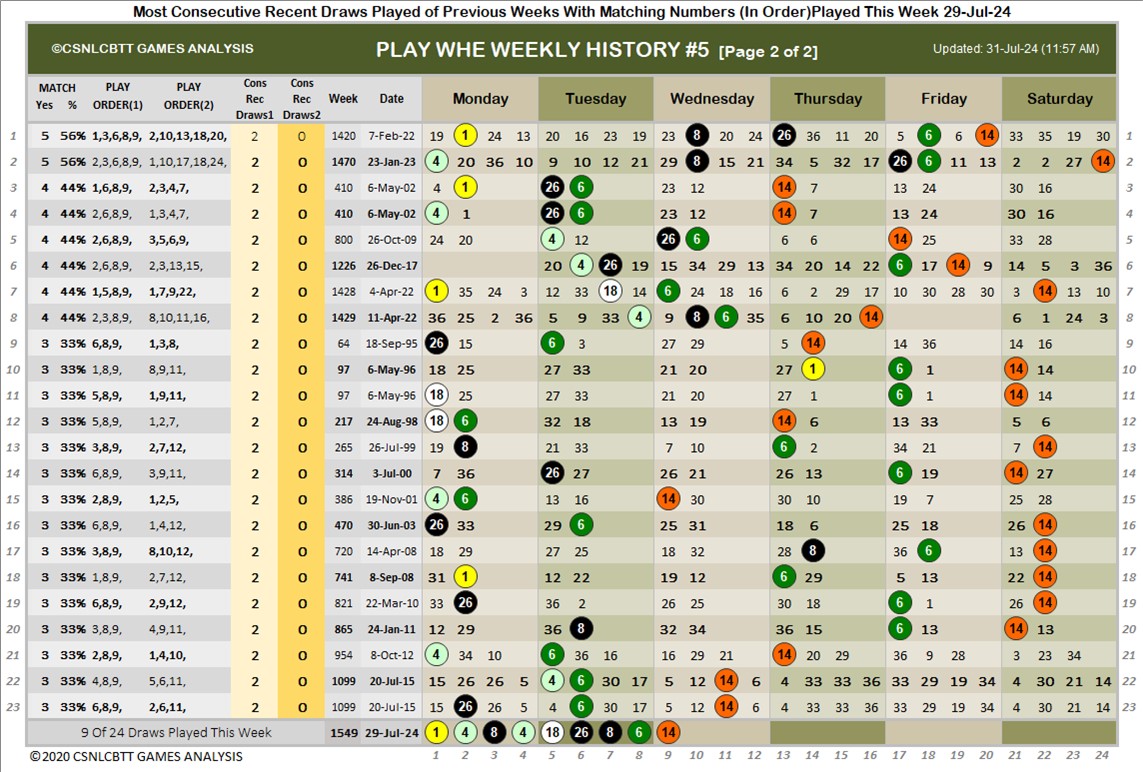 Most Consecutive Recent Draws Played of Previous Weeks With Matching Numbers (In Order)Played This Week 29-Jul-24
©CSNLCBTT GAMES ANALYSIS PLAY WHE WEEKLY HISTORY #5 [Page 2 of 2] Updated: 31-Jul-24 (11:57 AM)
MATCH PLAY PLAY Cons Cons
Yes % ORDER(1) ORDER(2) Rec Rec Week Date Monday Tuesday Wednesday Thursday Friday Saturday
Draws1 Draws2
1 5 56% 1,3,6,8,9, 2,10,13,18,20, 2 0 1420 7-Feb-22 19 1 24 13 20 16 23 19 23 8 20 24 26 36 11 20 5 6 6 14 33 35 19 30 1
2 5 56% 2,3,6,8,9, 1,10,17,18,24, 2 0 1470 23-Jan-23 4 20 36 10 9 10 12 21 29 8 15 21 34 5 32 17 26 6 11 13 2 2 27 14 2
3 4 44% 1,6,8,9, 2,3,4,7, 2 0 410 6-May-02 4 1 26 6 23 12 14 7 13 24 30 16 3
4 4 44% 2,6,8,9, 1,3,4,7, 2 0 410 6-May-02 4 1 26 6 23 12 14 7 13 24 30 16 4
5 4 44% 2,6,8,9, 3,5,6,9, 2 0 800 26-Oct-09 24 20 4 12 26 6 6 6 14 25 33 28 5
6 4 44% 2,6,8,9, 2,3,13,15, 2 0 1226 26-Dec-17 20 4 26 19 15 34 29 13 34 20 14 22 6 17 14 9 14 5 3 36 6
7 4 44% 1,5,8,9, 1,7,9,22, 2 0 1428 4-Apr-22 1 35 24 3 12 33 18 14 6 24 18 16 6 2 29 17 10 30 28 30 3 14 13 10 7
8 4 44% 2,3,8,9, 8,10,11,16, 2 0 1429 11-Apr-22 36 25 2 36 5 9 33 4 9 8 6 35 6 10 20 14 6 1 24 3 8
9 3 33% 6,8,9, 1,3,8, 2 0 64 18-Sep-95 26 15 6 3 27 29 5 14 14 36 14 16 9
10 3 33% 1,8,9, 8,9,11, 2 0 97 6-May-96 18 25 27 33 21 20 27 1 6 1 14 14 10
11 3 33% 5,8,9, 1,9,11, 2 0 97 6-May-96 18 25 27 33 21 20 27 1 6 1 14 14 11
12 3 33% 5,8,9, 1,2,7, 2 0 217 24-Aug-98 18 6 32 18 13 19 14 6 13 33 5 6 12
13 3 33% 3,8,9, 2,7,12, 2 0 265 26-Jul-99 19 8 21 33 7 10 6 2 34 21 7 14 13
14 3 33% 6,8,9, 3,9,11, 2 0 314 3-Jul-00 7 36 26 27 26 21 26 13 6 19 14 27 14
15 3 33% 2,8,9, 1,2,5, 2 0 386 19-Nov-01 4 6 13 16 14 30 30 10 19 7 25 28 15
16 3 33% 6,8,9, 1,4,12, 2 0 470 30-Jun-03 26 33 29 6 25 31 18 6 25 18 26 14 16
17 3 33% 3,8,9, 8,10,12, 2 0 720 14-Apr-08 18 29 27 25 18 32 28 8 36 6 13 14 17
18 3 33% 1,8,9, 2,7,12, 2 0 741 8-Sep-08 31 1 12 22 19 12 6 29 5 13 22 14 18
19 3 33% 6,8,9, 2,9,12, 2 0 821 22-Mar-10 33 26 36 2 26 25 30 18 6 1 26 14 19
20 3 33% 3,8,9, 4,9,11, 2 0 865 24-Jan-11 12 29 36 8 32 34 36 15 6 13 14 13 20
21 3 33% 2,8,9, 1,4,10, 2 0 954 8-Oct-12 4 34 10 6 36 16 16 29 21 14 20 29 36 9 28 3 23 34 21
22 3 33% 4,8,9, 5,6,11, 2 0 1099 20-Jul-15 15 26 26 5 4 6 30 17 5 12 14 6 4 33 33 36 33 29 19 34 4 30 21 14 22
23 3 33% 6,8,9, 2,6,11, 2 0 1099 20-Jul-15 15 26 26 5 4 6 30 17 5 12 14 6 4 33 33 36 33 29 19 34 4 30 21 14 23
9 Of 24 Draws Played This Week 1549 29-Jul-24 1 4 8 4 18 26 8 6 14
©2020 CSNLCBTT GAMES ANALYSIS 1 2 3 4 5 6 7 8 9 10 11 12 13 14 15 16 17 18 19 20 21 22 23 24